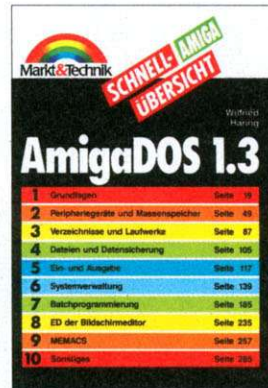 Markt&Technik
SCHNELL-
AMIGA
ÜBERSICHT
Wilfried
Häring
AmigaDOS 1.3
1 Grundlagen Seite 15
2 Peripheriegeräte und Massenspeicher Seite 49
3 Verzeichnisse und Laufwerke Seite 87
4 Dateien und Datensicherung Seite 105
5 Ein- und Ausgabe Seite 117
6 Systemverwaltung Seite 139
7 Batchprogrammierung Seite 185
8 ED der Bildschirmeditor Seite 235
9 MEMACS Seite 257
10 Sonstiges Seite 285